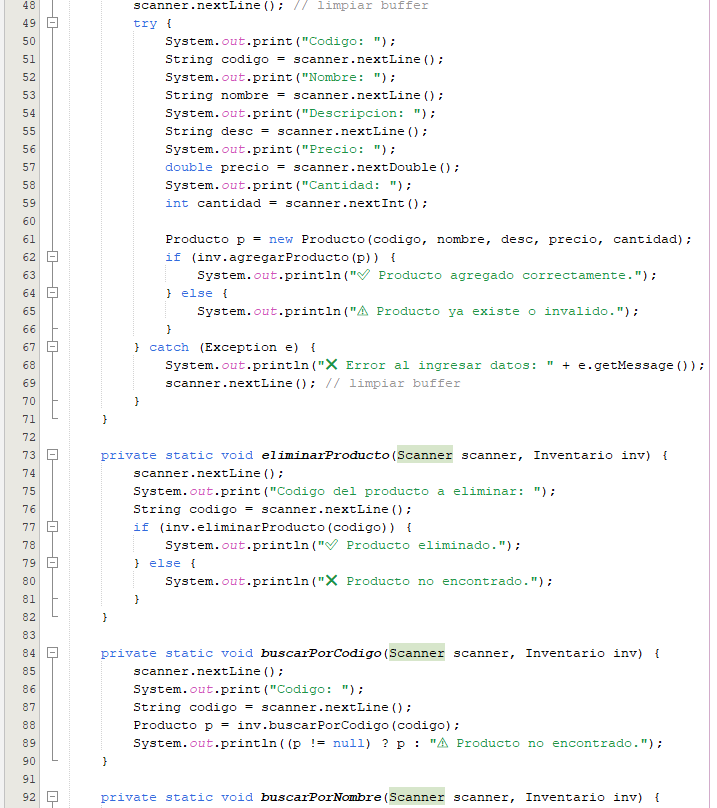 48 scanner.nextLine(); // limpiar buffer
49 try {
50 System.out.print("Codigo: ");
51 String codigo = scanner.nextLine();
52 System.out.print("Nombre: ");
53 String nombre = scanner.nextLine();
54 System.out.print("Descripcion: ");
55 String desc = scanner.nextLine();
56 System.out.print("Precio: ");
57 double precio = scanner.nextDouble();
58 System.out.print("Cantidad: ");
59 int cantidad = scanner.nextInt();
60
61 Producto p = new Producto(codigo, nombre, desc, precio, cantidad);
62 if (inv.agregarProducto(p)) {
63 System.out.println("✅ Producto agregado correctamente.");
64 } else {
65 System.out.println("⚠ Producto ya existe o invalido.");
66 }
67 } catch (Exception e) {
68 System.out.println("❌ Error al ingresar datos: " + e.getMessage());
69 scanner.nextLine(); // limpiar buffer
70 }
71 }
72
73 private static void eliminarProducto(Scanner scanner, Inventario inv) {
74 scanner.nextLine();
75 System.out.print("Codigo del producto a eliminar: ");
76 String codigo = scanner.nextLine();
77 if (inv.eliminarProducto(codigo)) {
78 System.out.println("✅ Producto eliminado.");
79 } else {
80 System.out.println("❌ Producto no encontrado.");
81 }
82 }
83
84 private static void buscarPorCodigo(Scanner scanner, Inventario inv) {
85 scanner.nextLine();
86 System.out.print("Codigo: ");
87 String codigo = scanner.nextLine();
88 Producto p = inv.buscarPorCodigo(codigo);
89 System.out.println((p != null) ? p : "⚠ Producto no encontrado.");
90 }
91
92 private static void buscarPorNombre(Scanner scanner, Inventario inv) {